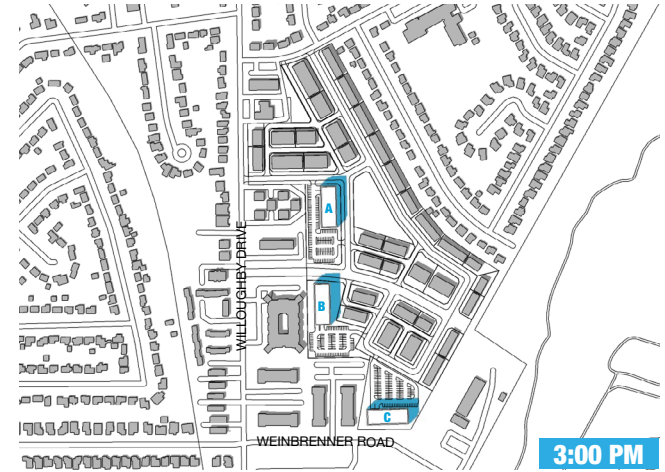 A
WILLOUGHBY DRIVE
B
C
WEINBRENNER ROAD
3:00 PM